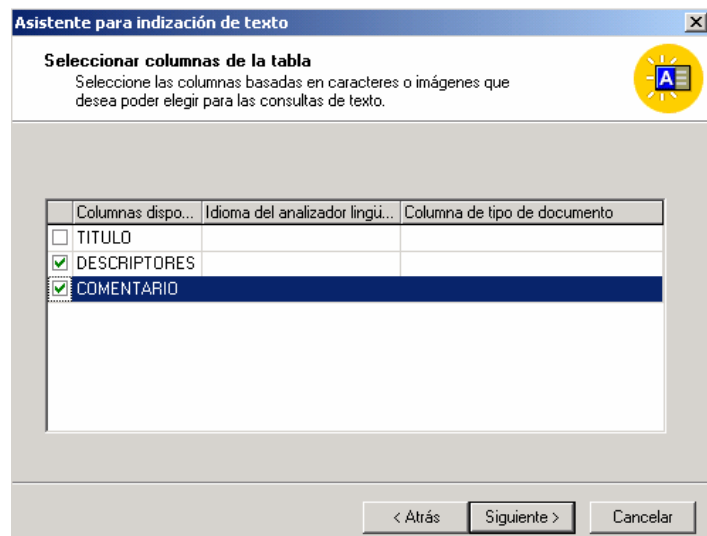 Asistente para indización de texto
Seleccionar columnas de la tabla
Seleccione las columnas basadas en caracteres o imágenes que
desea poder elegir para las consultas de texto.
A
Columnas dispo... Idioma del analizador lingü... Columna de tipo de documento
TITULO
DESCRIPTORES
COMENTARIO
< Atrás Siguiente > Cancelar